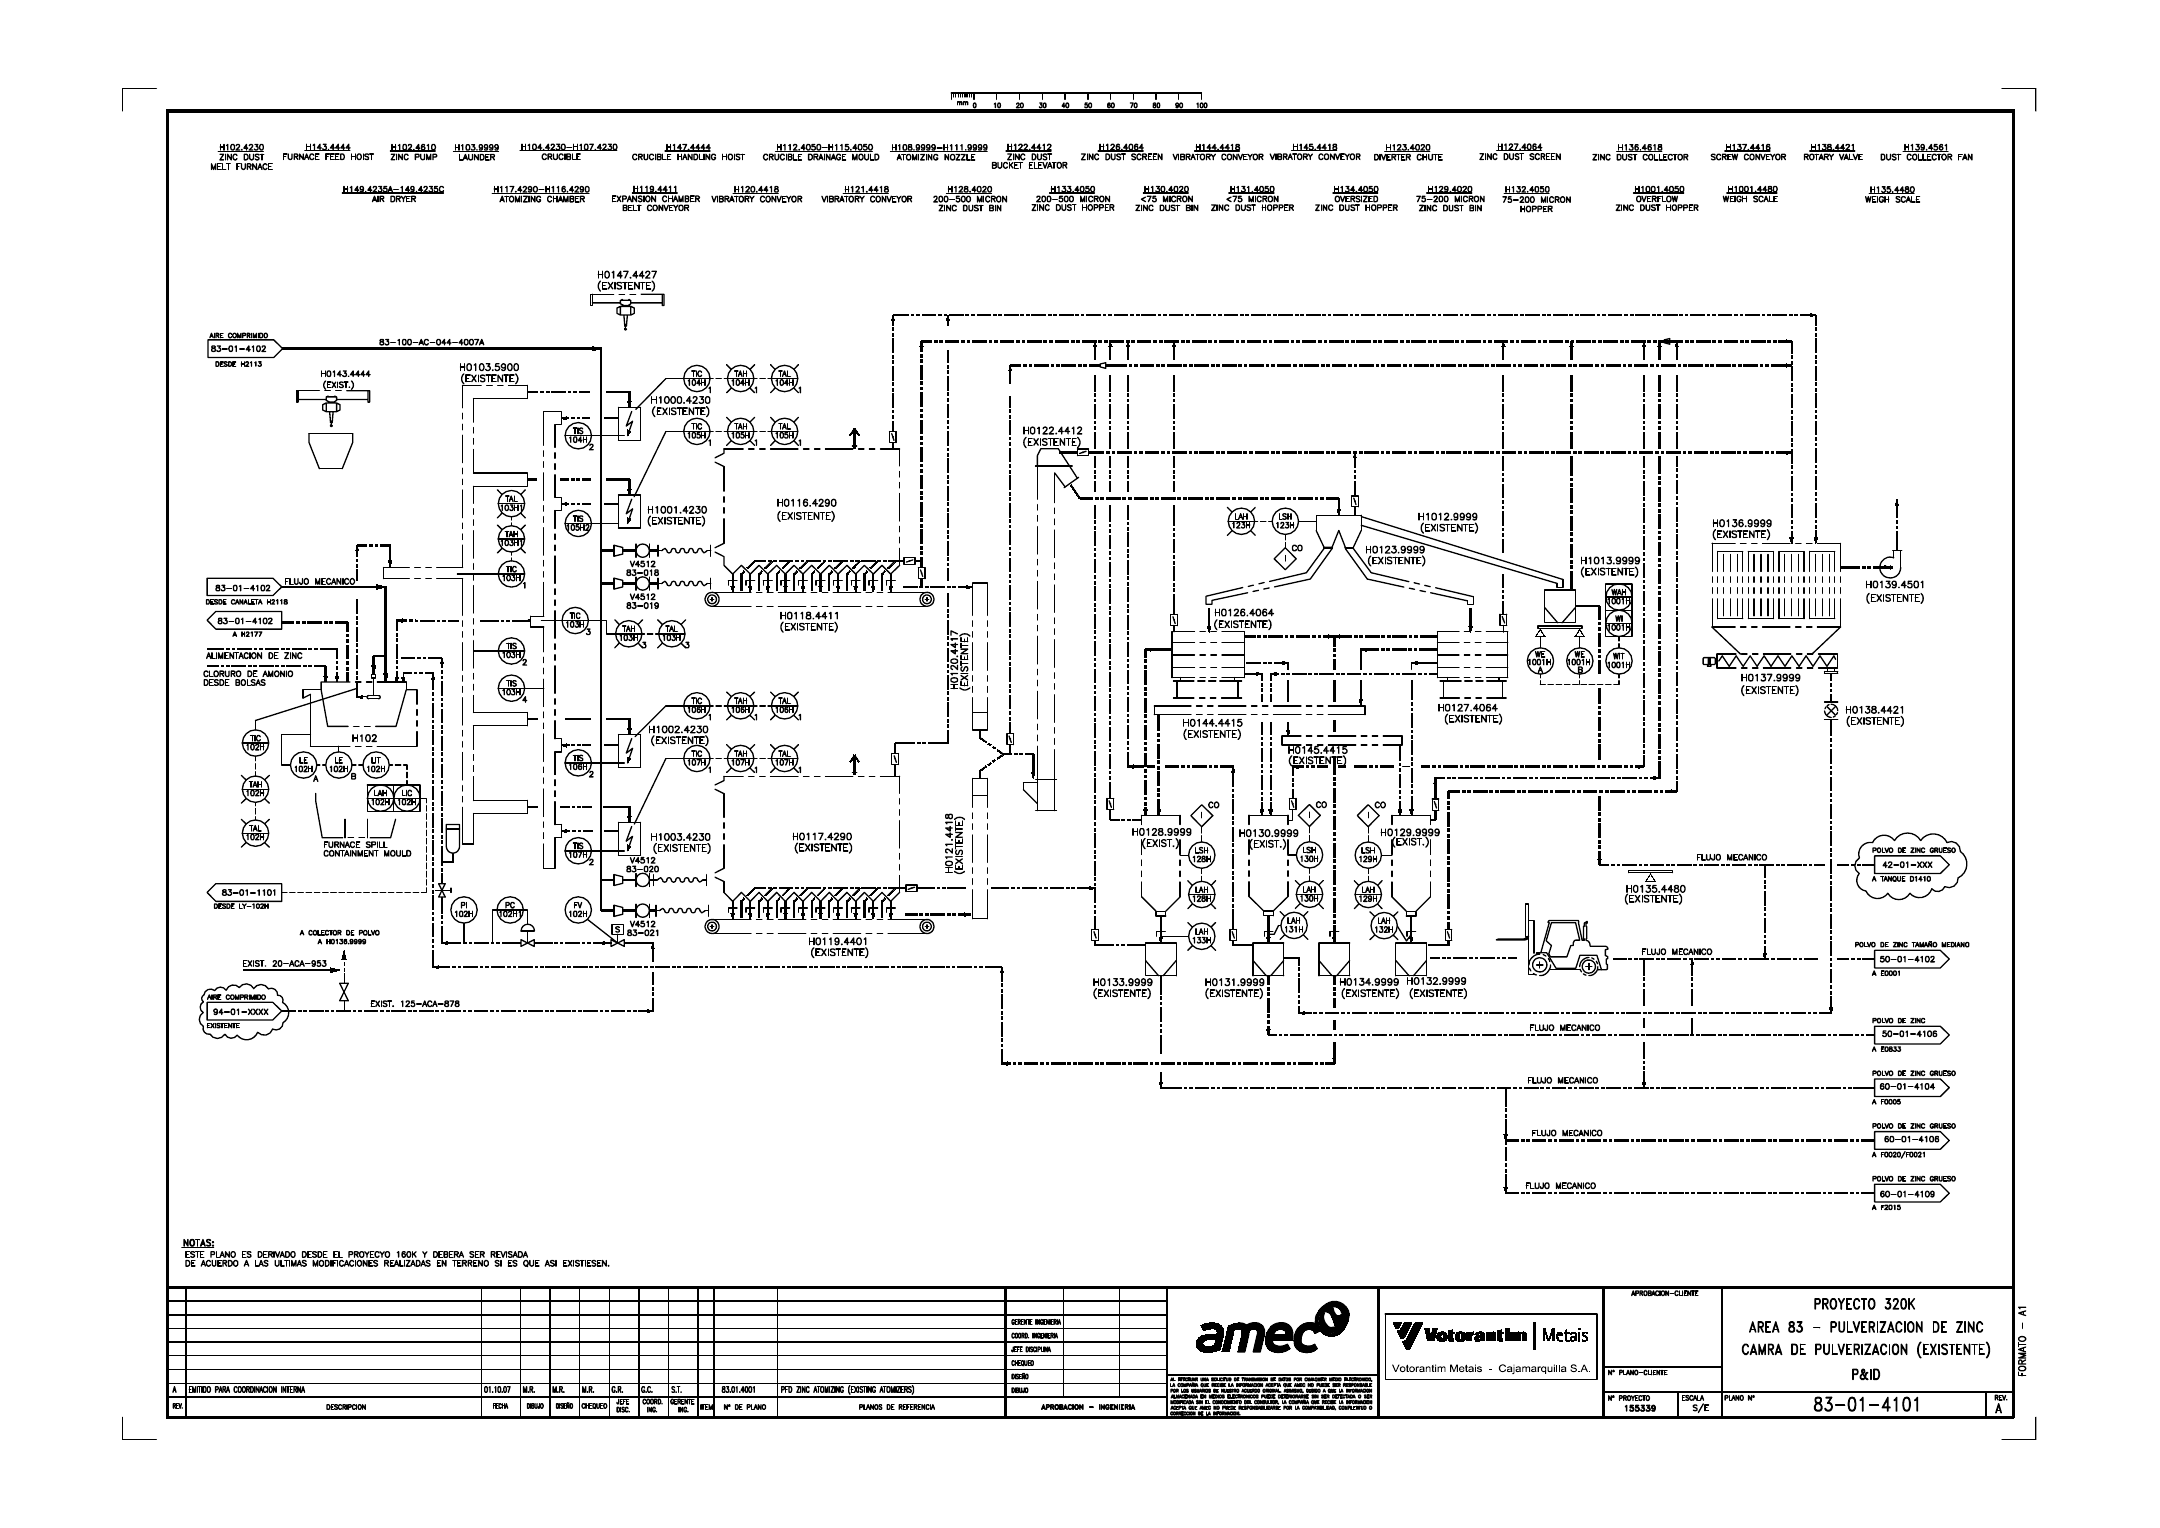 mm 0 10 20 30 40 50 60 70 80 90 100
H102.4230
ZINC DUST
MELT FURNACE
H143.4444
FURNACE FEED HOIST
H102.4610
ZINC PUMP
H103.9999
LAUNDER
H104.4230-H107.4230
CRUCIBLE
H147.4444
CRUCIBLE HANDLING HOIST
H112.4050-H115.4050
CRUCIBLE DRAINAGE MOULD
H108.9999-H111.9999
ATOMIZING NOZZLE
H122.4412
ZINC DUST
BUCKET ELEVATOR
H126.4064
ZINC DUST SCREEN
H144.4418
VIBRATORY CONVEYOR
H145.4418
VIBRATORY CONVEYOR
H123.4020
DIVERTER CHUTE
H127.4064
ZINC DUST SCREEN
H136.4618
ZINC DUST COLLECTOR
H137.4416
SCREW CONVEYOR
H138.4421
ROTARY VALVE
H139.4561
DUST COLLECTOR FAN
H149.4235A-149.4235C
AIR DRYER
H117.4290-H116.4290
ATOMIZING CHAMBER
H119.4411
EXPANSION CHAMBER
BELT CONVEYOR
H120.4418
VIBRATORY CONVEYOR
H121.4418
VIBRATORY CONVEYOR
H128.4020
200-500 MICRON
ZINC DUST BIN
H133.4050
200-500 MICRON
ZINC DUST HOPPER
H130.4020
<75 MICRON
ZINC DUST BIN
H131.4050
<75 MICRON
ZINC DUST HOPPER
H134.4050
OVERSIZED
ZINC DUST HOPPER
H129.4020
75-200 MICRON
ZINC DUST BIN
H132.4050
75-200 MICRON
HOPPER
H1001.4050
OVERFLOW
ZINC DUST HOPPER
H1001.4480
WEIGH SCALE
H135.4480
WEIGH SCALE
H0147.4427
(EXISTENTE)
AIRE COMPRIMIDO
83-01-4102
DESDE H2113
83-100-AC-044-4007A
H0143.4444
(EXIST.)
H0103.5900
(EXISTENTE)
TIC
104H
1
TAH
104H
1
TAL
104H
1
H1000.4230
(EXISTENTE)
TIS
104H
2
TIC
105H
1
TAH
105H
1
TAL
105H
1
H1001.4230
(EXISTENTE)
TIS
105H2
TAL
103H1
TAH
103H1
TIC
103H
1
V4512
83-018
V4512
83-019
H0116.4290
(EXISTENTE)
H0118.4411
(EXISTENTE)
83-01-4102
FLUJO MECANICO
DESDE CANALETA H2118
83-01-4102
A H2177
ALIMENTACION DE ZINC
CLORURO DE AMONIO
DESDE BOLSAS
TIC
103H
3
TAH
103H
3
TAL
103H
3
TIS
103H
2
TIS
103H
4
H102
TIC
102H
TAH
102H
TAL
102H
LE
102H
A
LE
102H
B
LIT
102H
LAH
102H
LIC
102H
FURNACE SPILL
CONTAINMENT MOULD
83-01-1101
DESDE LY-102H
TIC
106H
1
TAH
106H
1
TAL
106H
1
H1002.4230
(EXISTENTE)
TIS
106H
2
TIC
107H
1
TAH
107H
1
TAL
107H
1
H1003.4230
(EXISTENTE)
TIS
107H
2
V4512
83-020
V4512
83-021
H0117.4290
(EXISTENTE)
H0119.4401
(EXISTENTE)
PI
102H
PC
102H1
FV
102H
S
A COLECTOR DE POLVO
A H0136.9999
EXIST. 20-ACA-953
AIRE COMPRIMIDO
94-01-XXXX
EXISTENTE
EXIST. 125-ACA-878
H0120.4417
(EXISTENTE)
H0121.4418
(EXISTENTE)
H0122.4412
(EXISTENTE)
LAH
123H
LSH
123H
CO
I
H1012.9999
(EXISTENTE)
H0123.9999
(EXISTENTE)
H1013.9999
(EXISTENTE)
WAH
1001H
WI
1001H
WIT
1001H
WE
1001H
A
WE
1001H
B
H0126.4064
(EXISTENTE)
H0127.4064
(EXISTENTE)
H0144.4415
(EXISTENTE)
H0145.4415
(EXISTENTE)
H0136.9999
(EXISTENTE)
H0139.4501
(EXISTENTE)
H0137.9999
(EXISTENTE)
H0138.4421
(EXISTENTE)
H0128.9999
(EXIST.)
CO
I
LSH
128H
LAH
128H
LAH
133H
H0130.9999
(EXIST.)
CO
I
LSH
130H
LAH
130H
LAH
131H
CO
I
H0129.9999
(EXIST.)
LSH
129H
LAH
129H
LAH
132H
H0133.9999
(EXISTENTE)
H0131.9999
(EXISTENTE)
H0134.9999
(EXISTENTE)
H0132.9999
(EXISTENTE)
H0135.4480
(EXISTENTE)
FLUJO MECANICO
POLVO DE ZINC GRUESO
42-01-XXX
A TANQUE D1410
FLUJO MECANICO
POLVO DE ZINC TAMAÑO MEDIANO
50-01-4102
A E0001
FLUJO MECANICO
POLVO DE ZINC
50-01-4106
A E0833
FLUJO MECANICO
POLVO DE ZINC GRUESO
60-01-4104
A F0005
FLUJO MECANICO
POLVO DE ZINC GRUESO
60-01-4106
A F0020/F0021
FLUJO MECANICO
POLVO DE ZINC GRUESO
60-01-4109
A F2015
NOTAS:
ESTE PLANO ES DERIVADO DESDE EL PROYECYO 160K Y DEBERA SER REVISADA
DE ACUERDO A LAS ULTIMAS MODIFICACIONES REALIZADAS EN TERRENO SI ES QUE ASI EXISTIESEN.
A EMITIDO PARA COORDINACION INTERNA 01.10.07 M.R. M.R. M.R. G.R. G.C. S.T. 83.01.4001 PFD ZINC ATOMIZING (EXISTING ATOMIZERS)
REV. DESCRIPCION FECHA DIBUJO DISEÑO CHEQUEO JEFE DISC. COORD. ING. GERENTE ING. ITEM N° DE PLANO PLANOS DE REFERENCIA
GERENTE INGENIERIA
COORD. INGENIERIA
JEFE DISCIPLINA
CHEQUEO
DISEÑO
DIBUJO
APROBACION - INGENIERIA
amec
Votorantim | Metais
Votorantim Metais - Cajamarquilla S.A.
APROBACION-CLIENTE
N° PLANO-CLIENTE
N° PROYECTO
155339
ESCALA
S/E
PROYECTO 320K
AREA 83 - PULVERIZACION DE ZINC
CAMRA DE PULVERIZACION (EXISTENTE)
P&ID
PLANO N°
83-01-4101
REV.
A
FORMATO - A1